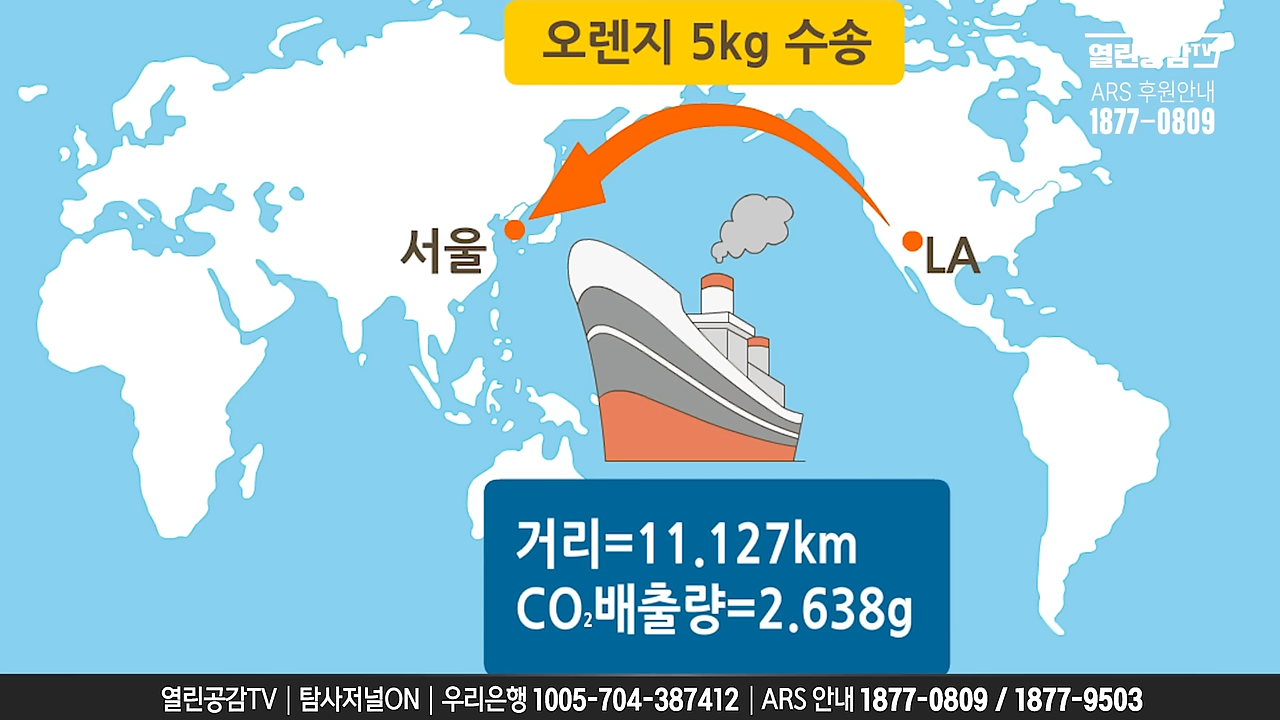 오렌지 5kg 수송
열린공감TV
ARS 후원안내
1877-0809
서울
LA
거리=11.127km
CO₂배출량=2.638g
열린공감TV | 탐사저널ON | 우리은행 1005-704-387412 | ARS 안내 1877-0809 / 1877-9503